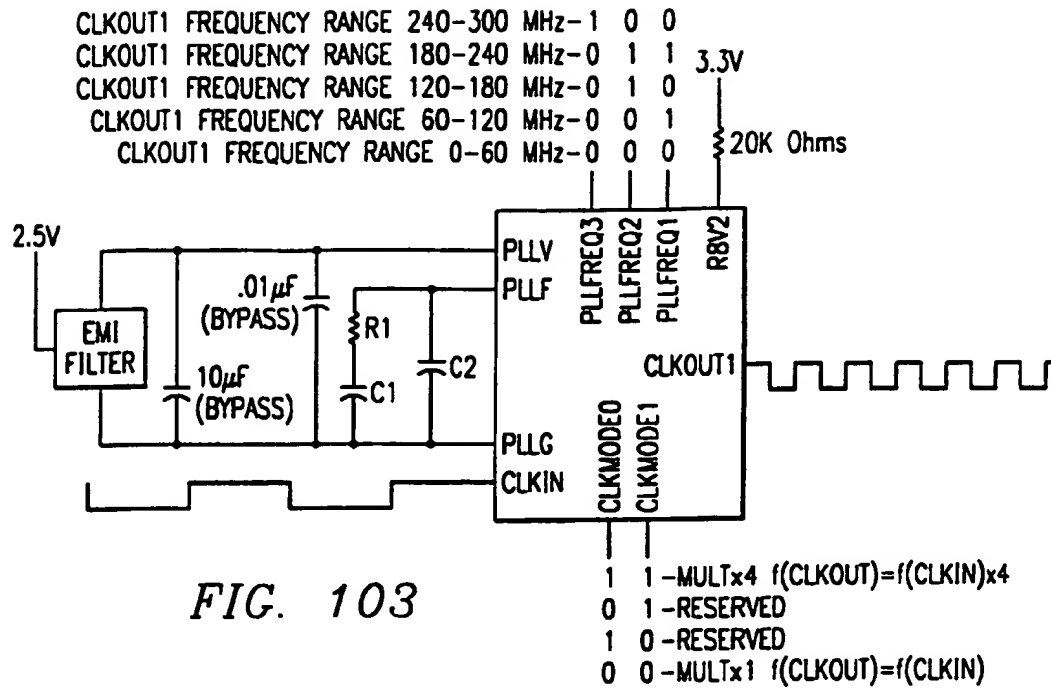 CLKOUT1 FREQUENCY RANGE 240-300 MHz-1 0 0
CLKOUT1 FREQUENCY RANGE 180-240 MHz-0 1 1
CLKOUT1 FREQUENCY RANGE 120-180 MHz-0 1 0
CLKOUT1 FREQUENCY RANGE 60-120 MHz-0 0 1
CLKOUT1 FREQUENCY RANGE 0-60 MHz-0 0 0
3.3V
20K Ohms
PLLFREQ3
PLLFREQ2
PLLFREQ1
RBV2
2.5V
EMI
FILTER
.01μF
(BYPASS)
10μF
(BYPASS)
R1
C1
C2
PLLV
PLLF
PLLG
CLKIN
CLKOUT1
CLKMODE0
CLKMODE1
1 1 -MULTx4 f(CLKOUT)=f(CLKIN)x4
0 1 -RESERVED
1 0 -RESERVED
0 0 -MULTx1 f(CLKOUT)=f(CLKIN)
FIG. 103